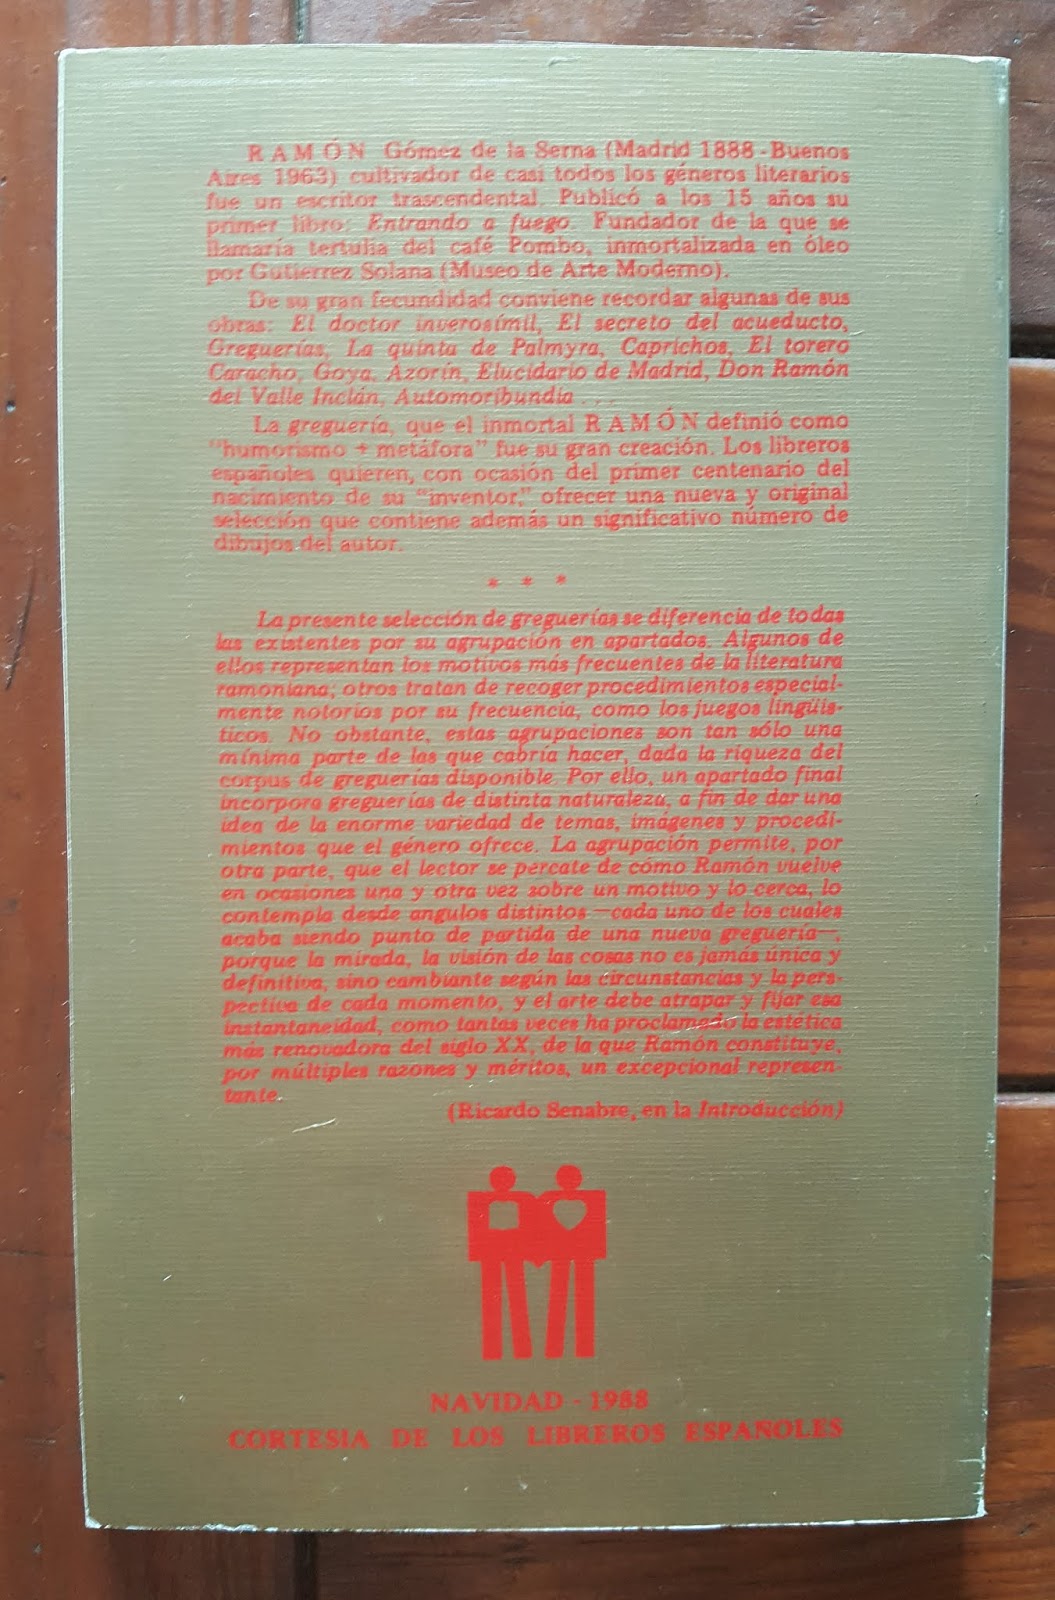 RAMÓN Gómez de la Serna (Madrid 1888 - Buenos
Aires 1963) cultivador de casi todos los géneros literarios
fue un escritor trascendental. Publicó a los 15 años su
primer libro: Entrando a fuego. Fundador de la que se
llamaría tertulia del café Pombo, inmortalizada en óleo
por Gutiérrez Solana (Museo de Arte Moderno).
De su gran fecundidad conviene recordar algunas de sus
obras: El doctor inverosímil, El secreto del acueducto,
Greguerías, La quinta de Palmyra, Caprichos, El torero
Caracho, Goya, Azorín, Elucidario de Madrid, Don Ramón
del Valle Inclán, Automoribundia . . .
La greguería, que el inmortal RAMÓN definió como
"humorismo + metáfora" fue su gran creación. Los libreros
españoles quieren, con ocasión del primer centenario del
nacimiento de su "inventor," ofrecer una nueva y original
selección que contiene además un significativo número de
dibujos del autor.
* * *
La presente selección de greguerías se diferencia de todas
las existentes por su agrupación en apartados. Algunos de
ellos representan los motivos más frecuentes de la literatura
ramoniana; otros tratan de recoger procedimientos especial-
mente notorios por su frecuencia, como los juegos lingüís-
ticos. No obstante, estas agrupaciones son tan sólo una
mínima parte de las que cabría hacer, dada la riqueza del
corpus de greguerías disponible. Por ello, un apartado final
incorpora greguerías de distinta naturaleza, a fin de dar una
idea de la enorme variedad de temas, imágenes y procedi-
mientos que el género ofrece. La agrupación permite, por
otra parte, que el lector se percate de cómo Ramón vuelve
en ocasiones una y otra vez sobre un motivo y lo cerca, lo
contempla desde angulos distintos —cada uno de los cuales
acaba siendo punto de partida de una nueva greguería—,
porque la mirada, la visión de las cosas no es jamás única y
definitiva, sino cambiante según las circunstancias y la pers-
pectiva de cada momento, y el arte debe atrapar y fijar esa
instantaneidad, como tantas veces ha proclamado la estética
más renovadora del siglo XX, de la que Ramón constituye,
por múltiples razones y méritos, un excepcional represen-
tante.
(Ricardo Senabre, en la Introducción)
NAVIDAD - 1988
CORTESIA DE LOS LIBREROS ESPAÑOLES